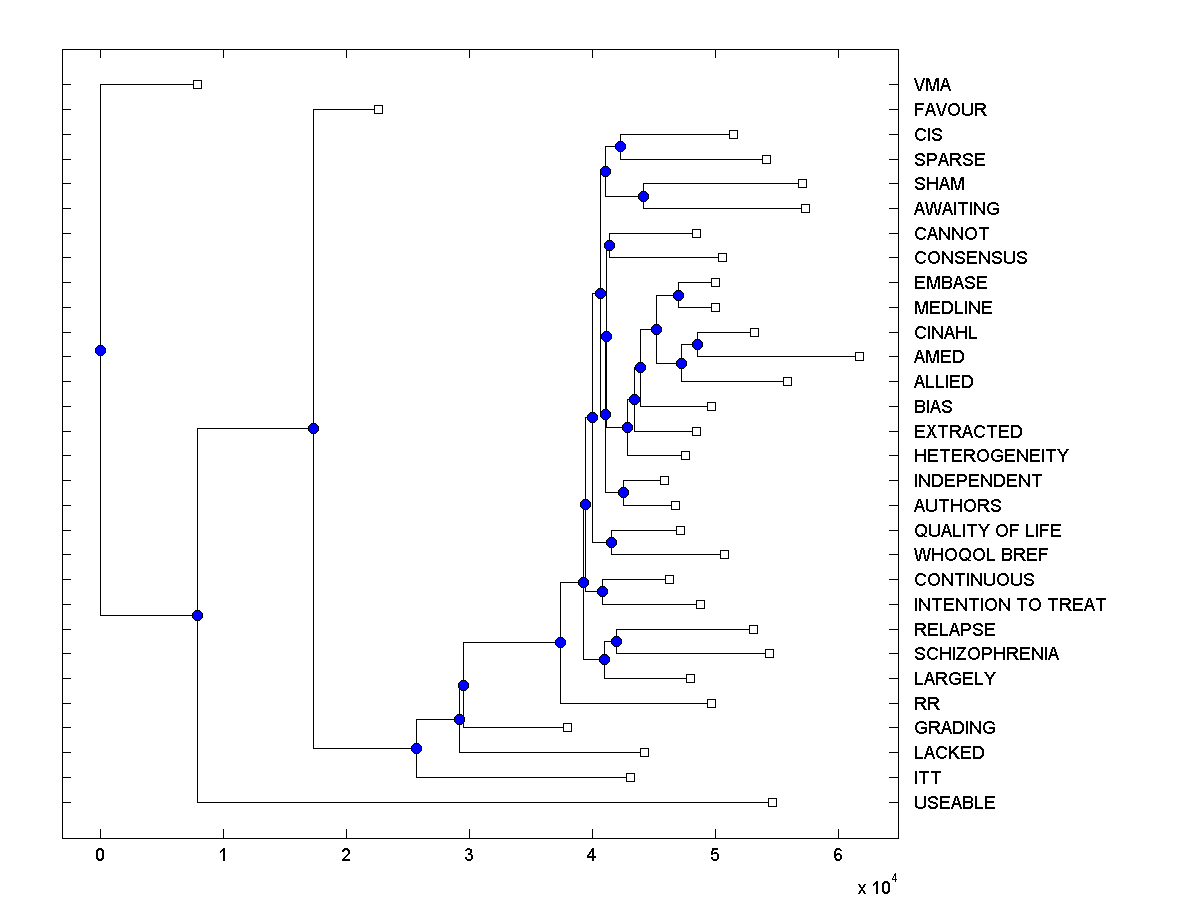 VMA
FAVOUR
CIS
SPARSE
SHAM
AWAITING
CANNOT
CONSENSUS
EMBASE
MEDLINE
CINAHL
AMED
ALLIED
BIAS
EXTRACTED
HETEROGENEITY
INDEPENDENT
AUTHORS
QUALITY OF LIFE
WHOQOL BREF
CONTINUOUS
INTENTION TO TREAT
RELAPSE
SCHIZOPHRENIA
LARGELY
RR
GRADING
LACKED
ITT
USEABLE
0 1 2 3 4 5 6
x 10^4